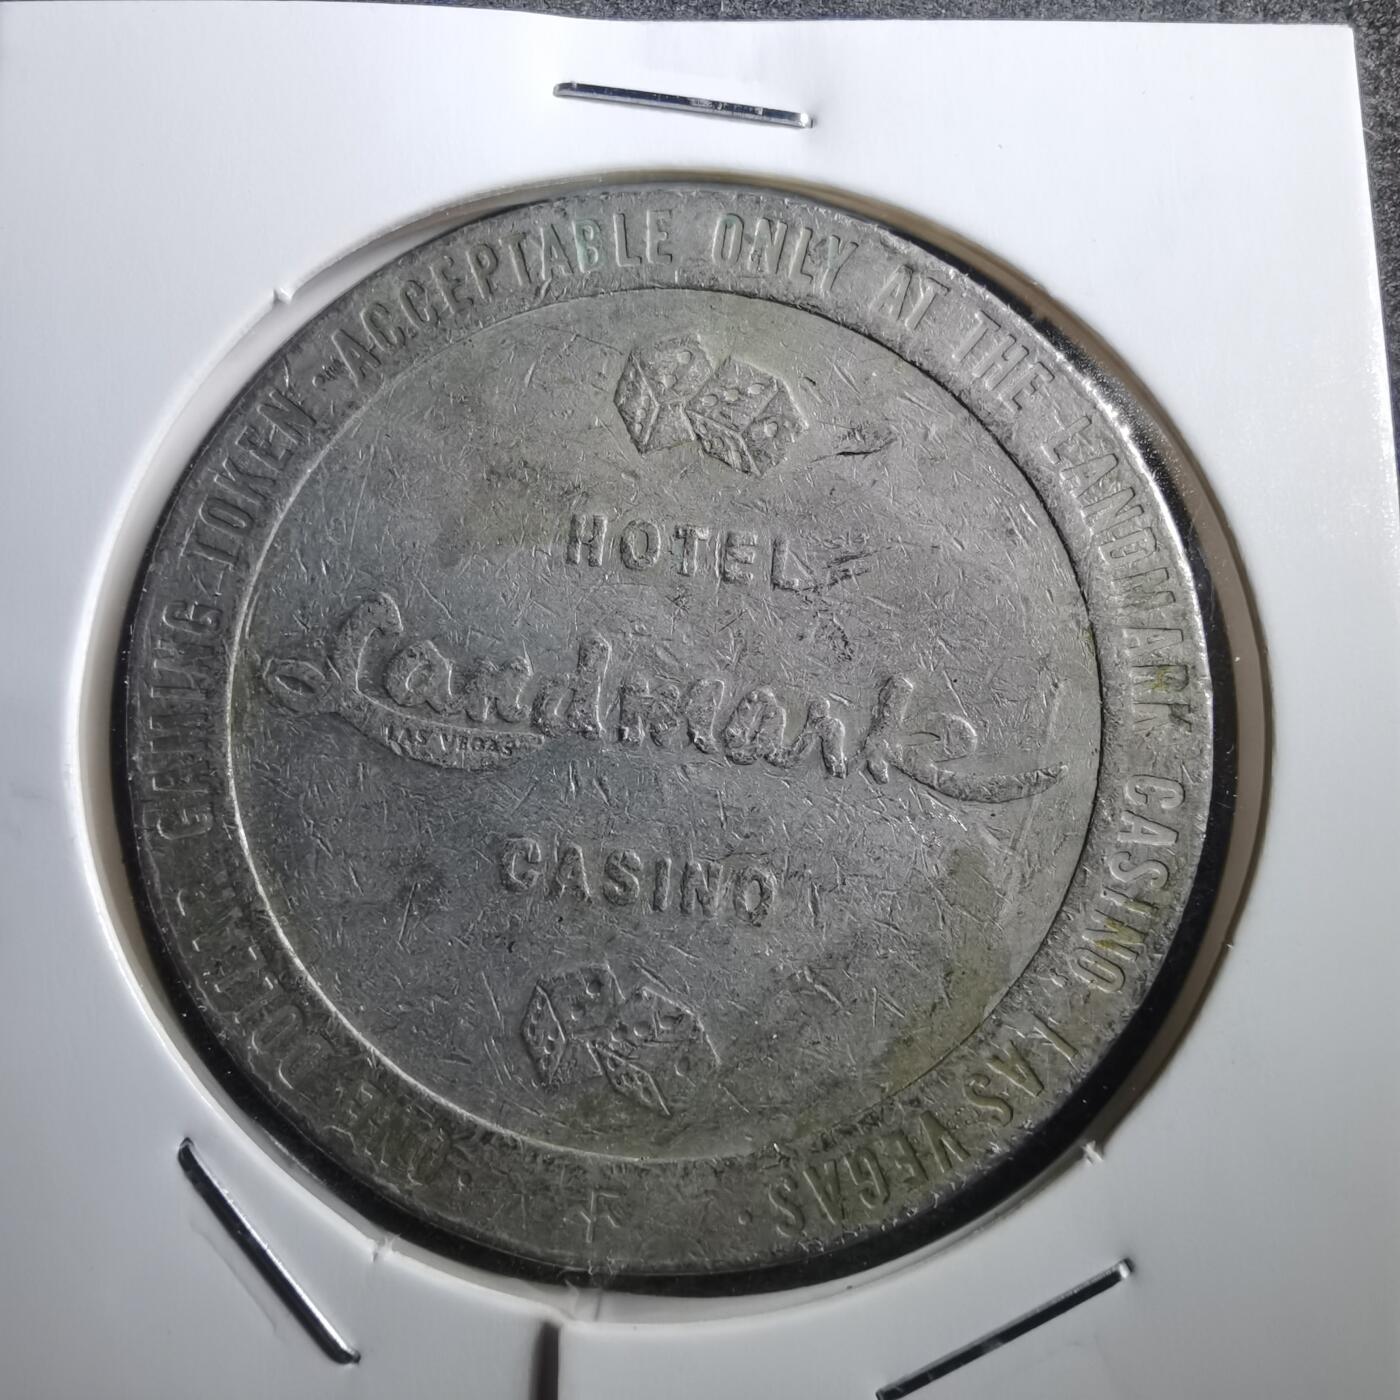 ONE DOLLAR GAMING TOKEN ACCEPTABLE ONLY AT THE LANDMARK CASINO, LAS VEGAS
HOTEL
Landmark
LAS VEGAS
CASINO